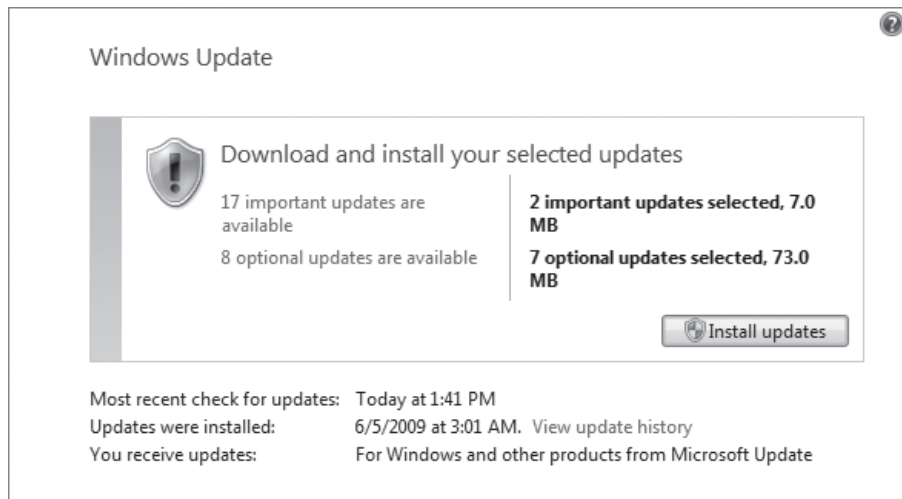 Windows Update
Download and install your selected updates
17 important updates are
available
8 optional updates are available
2 important updates selected, 7.0
MB
7 optional updates selected, 73.0
MB
Install updates
Most recent check for updates: Today at 1:41 PM
Updates were installed: 6/5/2009 at 3:01 AM. View update history
You receive updates: For Windows and other products from Microsoft Update